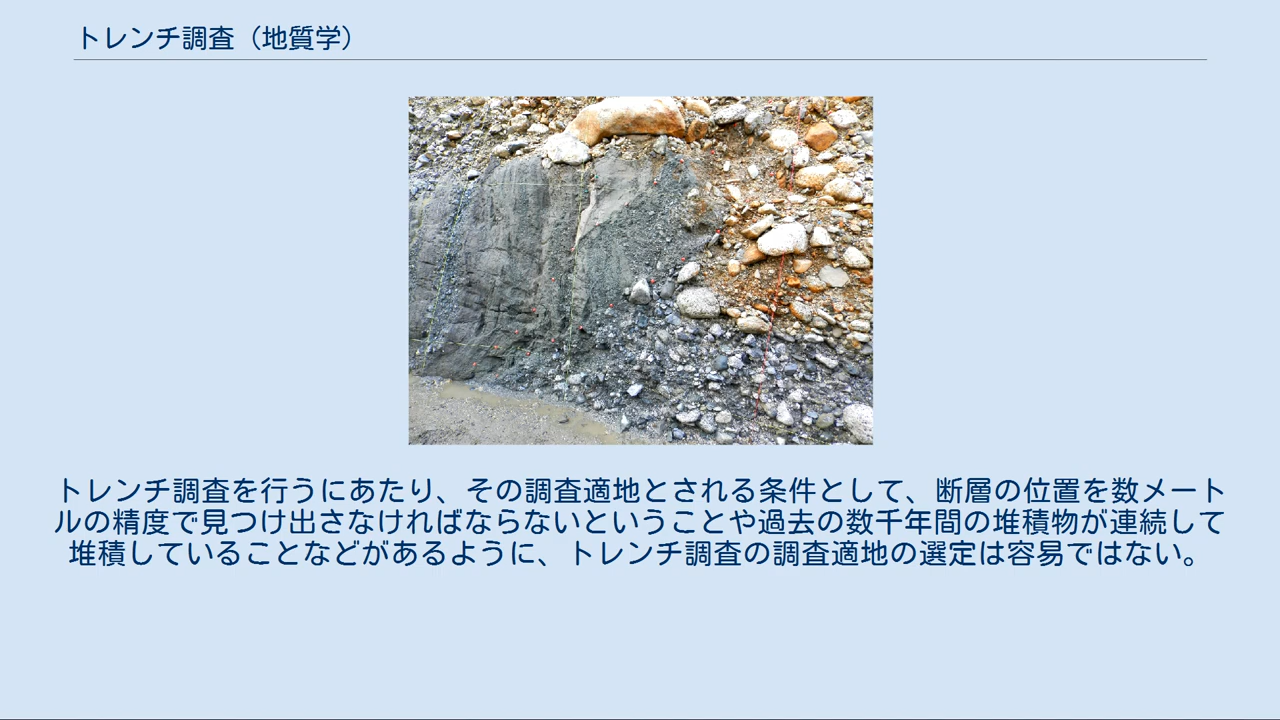 トレンチ調査（地質学）
トレンチ調査を行うにあたり、その調査適地とされる条件として、断層の位置を数メート
ルの精度で見つけ出さなければならないということや過去の数千年間の堆積物が連続して
堆積していることなどがあるように、トレンチ調査の調査適地の選定は容易ではない。